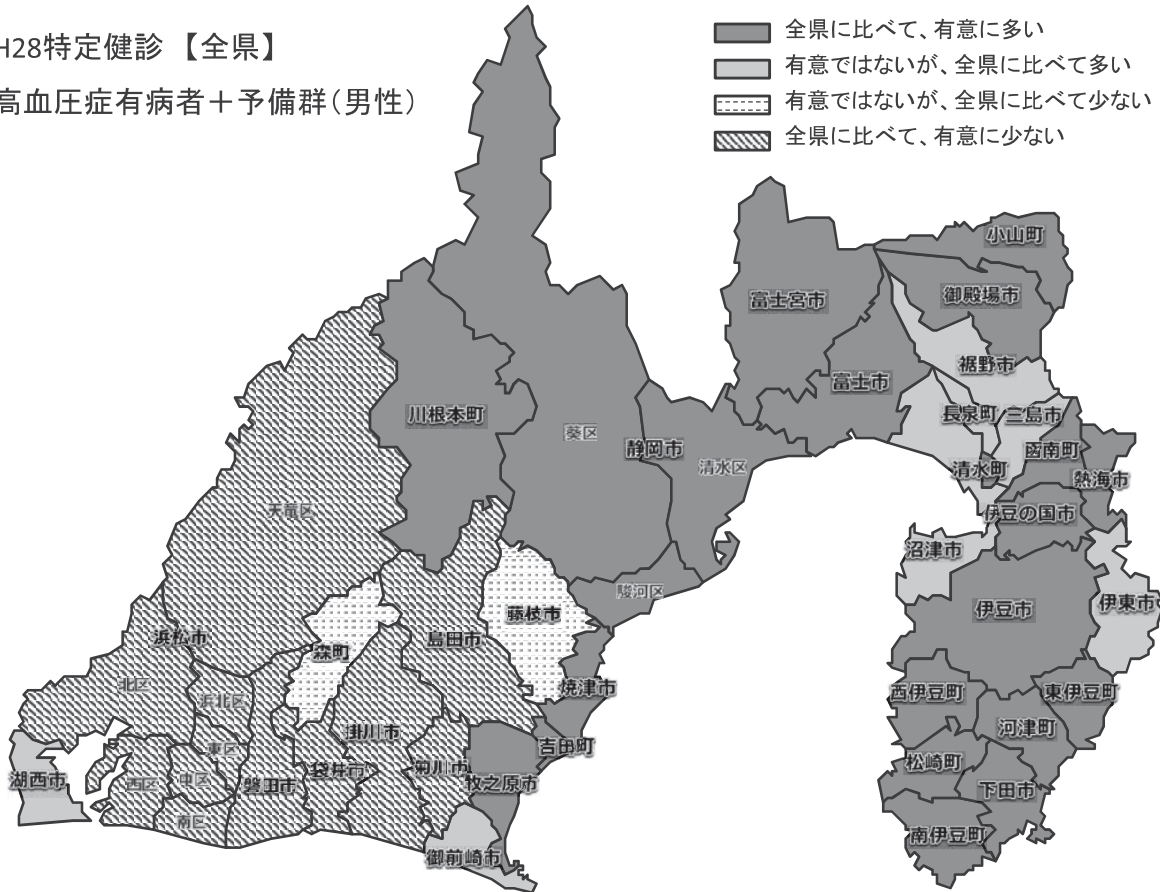 H28特定健診 【全県】
高血圧症有病者＋予備群（男性）
全県に比べて、有意に多い
有意ではないが、全県に比べて多い
有意ではないが、全県に比べて少ない
全県に比べて、有意に少ない
小山町
御殿場市
富士宮市
裾野市
富士市
川根本町
長泉町
三島市
葵区
静岡市
函南町
清水区
清水町
熱海市
天竜区
伊豆の国市
沼津市
駿河区
伊豆市
伊東市
藤枝市
浜松市
島田市
森町
北区
浜北区
焼津市
西伊豆町
東伊豆町
河津町
掛川市
東区
吉田町
松崎町
湖西市
西区
中区
磐田市
袋井市
菊川市
牧之原市
下田市
南区
南伊豆町
御前崎市